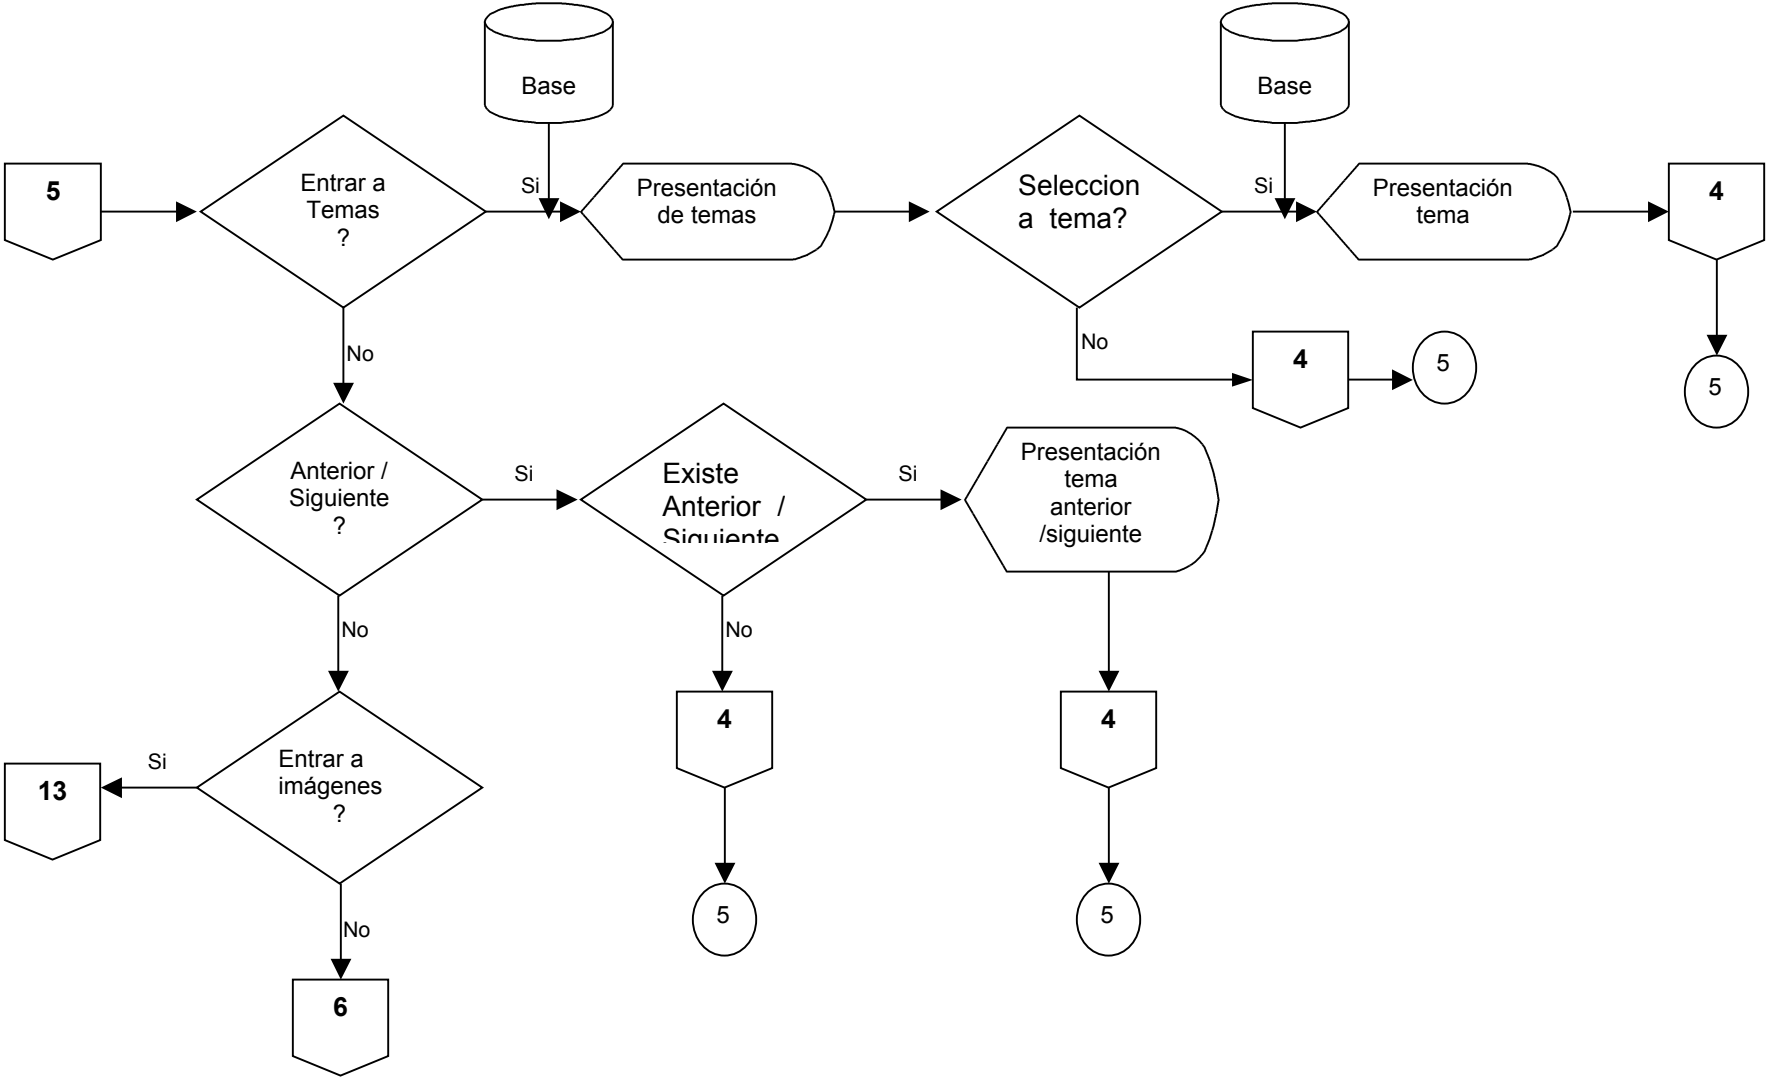 Base
Base
5
Entrar a
Temas
?
Si
Presentación
de temas
Seleccion
a tema?
Si
Presentación
tema
4
No
No
4
5
5
Anterior /
Siguiente
?
Si
Existe
Anterior /
Siguiente
Si
Presentación
tema
anterior
/siguiente
No
No
4
4
Si
13
Entrar a
imágenes
?
5
5
No
6